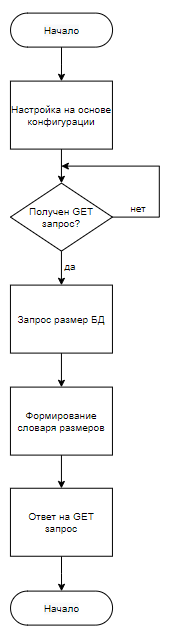 Начало
Настройка на основе
конфигурации
Получен GET
запрос?
нет
да
Запрос размер БД
Формирование
словаря размеров
Ответ на GET
запрос
Начало